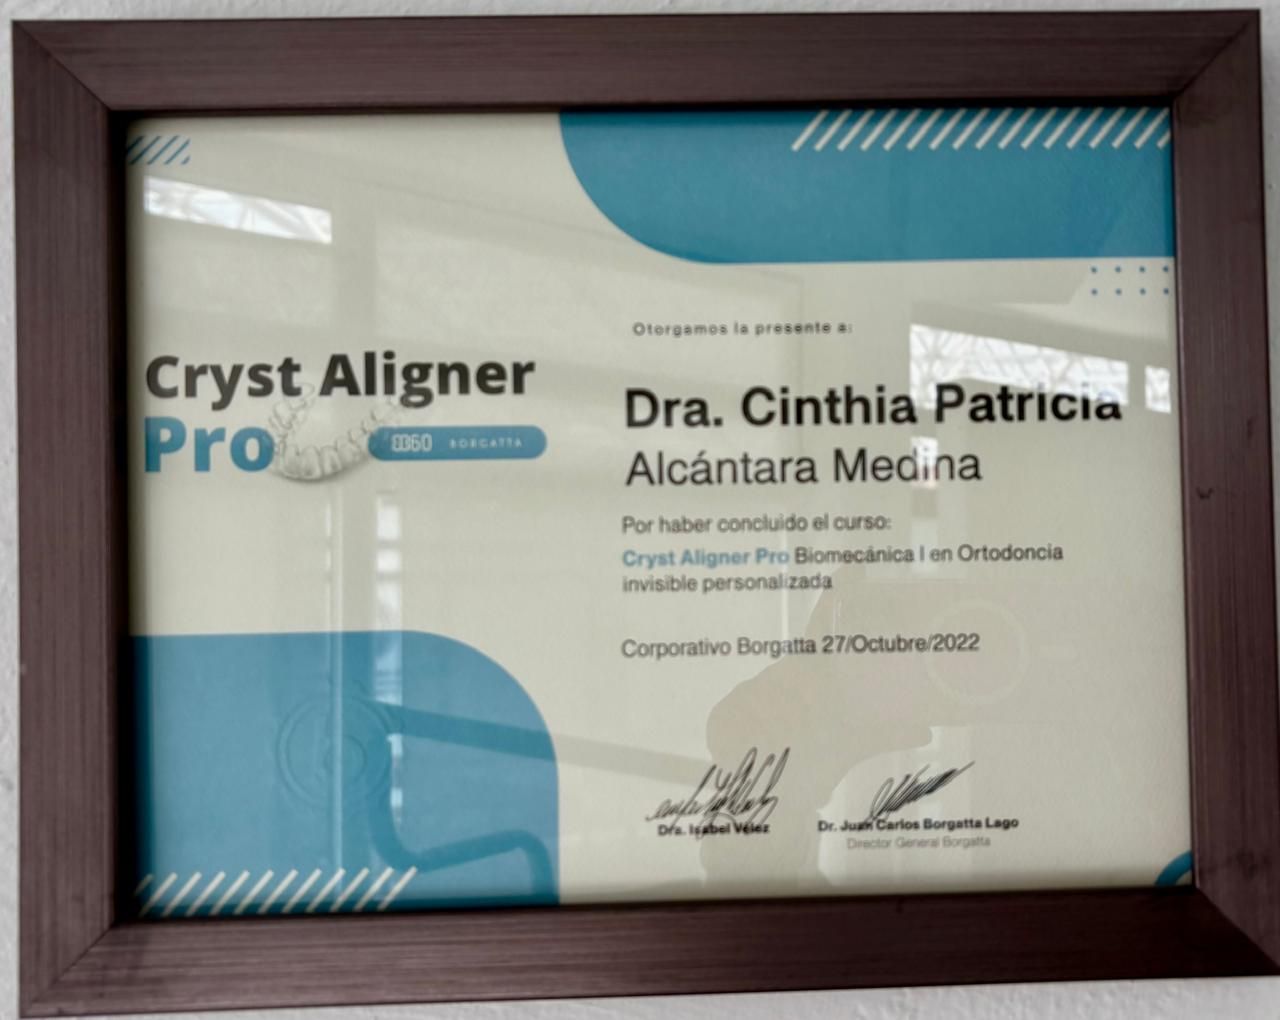 Cryst Aligner
Pro
BORGATTA
Otorgamos la presente a:
Dra. Cinthia Patricia
Alcántara Medina
Por haber concluido el curso:
Cryst Aligner Pro Biomecánica I en Ortodoncia
invisible personalizada
Corporativo Borgatta 27/Octubre/2022
Dra. Isabel Vélez
Dr. Juan Carlos Borgatta Lago
Director General Borgatta